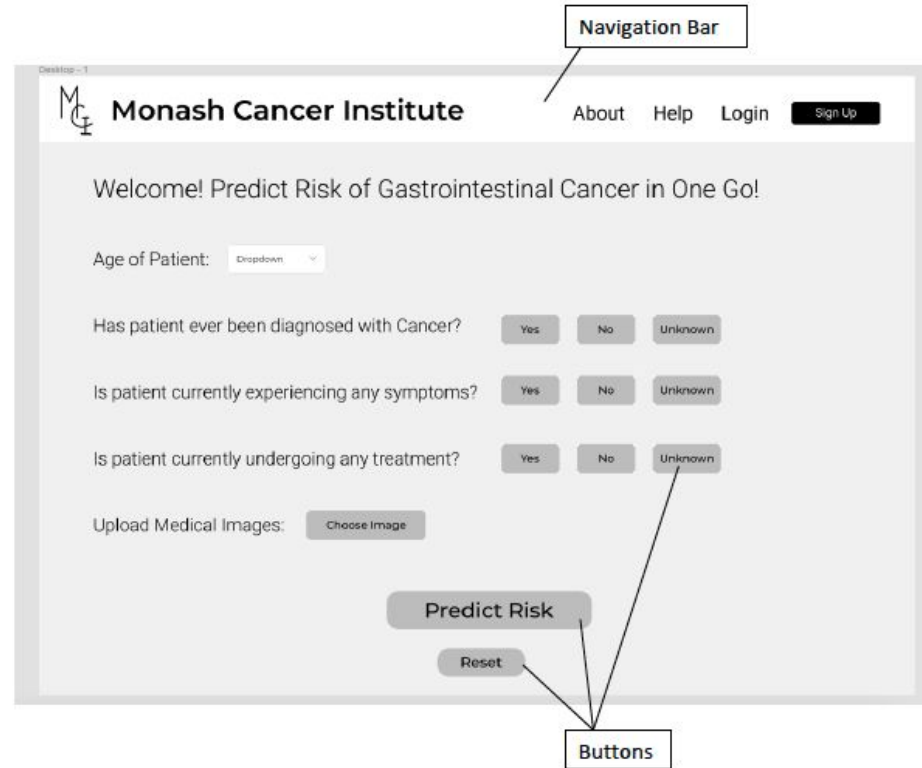 Navigation Bar
Desktop - 1
MCI Monash Cancer Institute About Help Login Sign Up
Welcome! Predict Risk of Gastrointestinal Cancer in One Go!
Age of Patient: Dropdown
Has patient ever been diagnosed with Cancer? Yes No Unknown
Is patient currently experiencing any symptoms? Yes No Unknown
Is patient currently undergoing any treatment? Yes No Unknown
Upload Medical Images: Choose Image
Predict Risk
Reset
Buttons